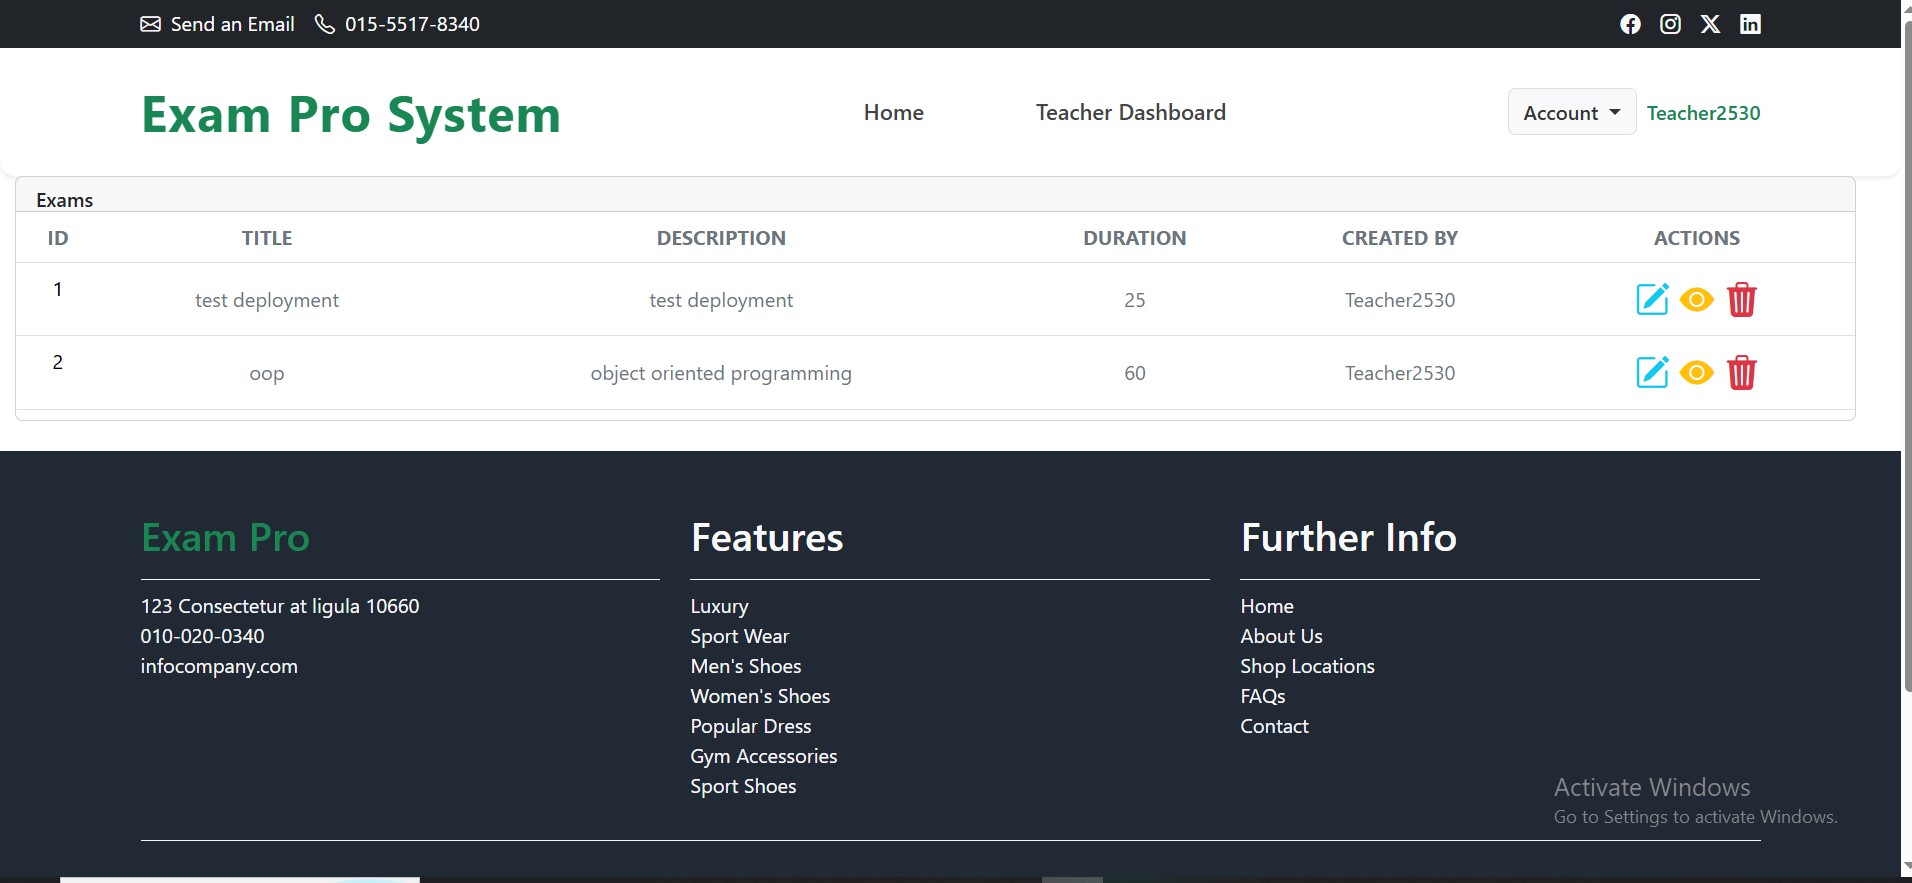 Send an Email 015-5517-8340
Exam Pro System Home Teacher Dashboard Account Teacher2530
Exams
ID TITLE DESCRIPTION DURATION CREATED BY ACTIONS
1 test deployment test deployment 25 Teacher2530
2 oop object oriented programming 60 Teacher2530
Exam Pro
123 Consectetur at ligula 10660
010-020-0340
infocompany.com
Features
Luxury
Sport Wear
Men's Shoes
Women's Shoes
Popular Dress
Gym Accessories
Sport Shoes
Further Info
Home
About Us
Shop Locations
FAQs
Contact
Activate Windows
Go to Settings to activate Windows.